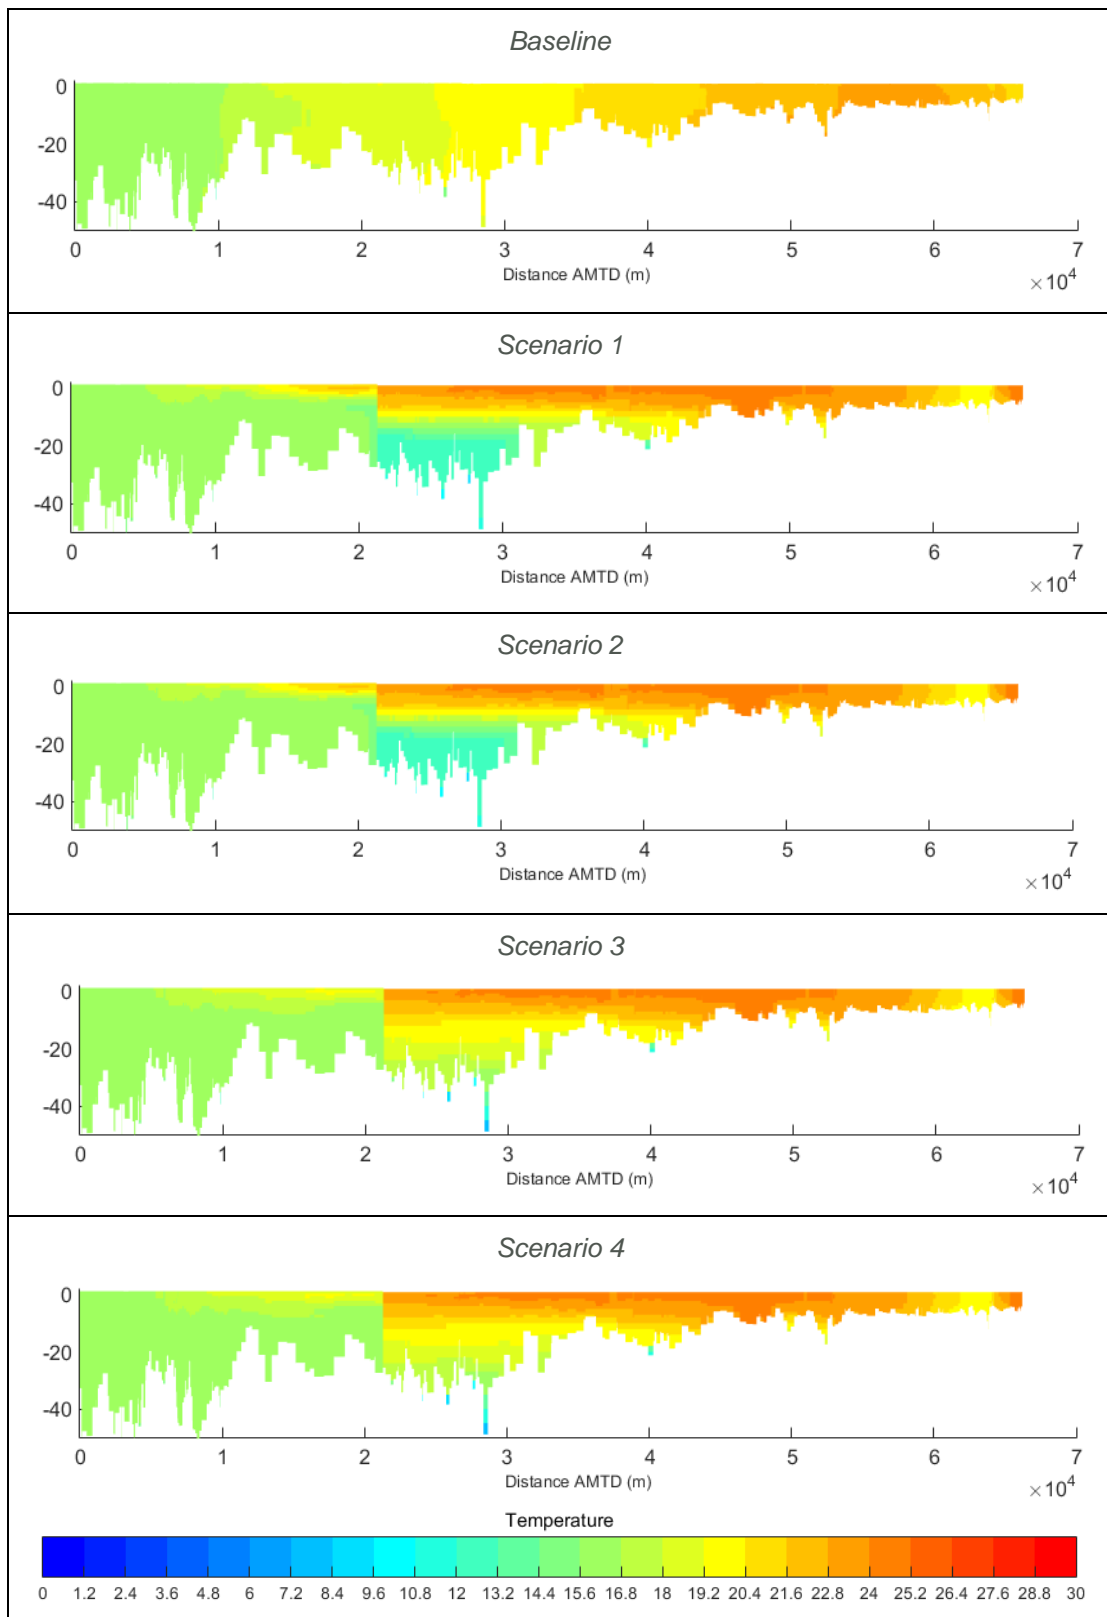 Baseline
0
-20
-40
0 1 2 3 4 5 6 7
Distance AMTD (m)
×10⁴
Scenario 1
0
-20
-40
0 1 2 3 4 5 6 7
Distance AMTD (m)
×10⁴
Scenario 2
0
-20
-40
0 1 2 3 4 5 6 7
Distance AMTD (m)
×10⁴
Scenario 3
0
-20
-40
0 1 2 3 4 5 6 7
Distance AMTD (m)
×10⁴
Scenario 4
0
-20
-40
0 1 2 3 4 5 6 7
Distance AMTD (m)
×10⁴
Temperature
0 1.2 2.4 3.6 4.8 6 7.2 8.4 9.6 10.8 12 13.2 14.4 15.6 16.8 18 19.2 20.4 21.6 22.8 24 25.2 26.4 27.6 28.8 30